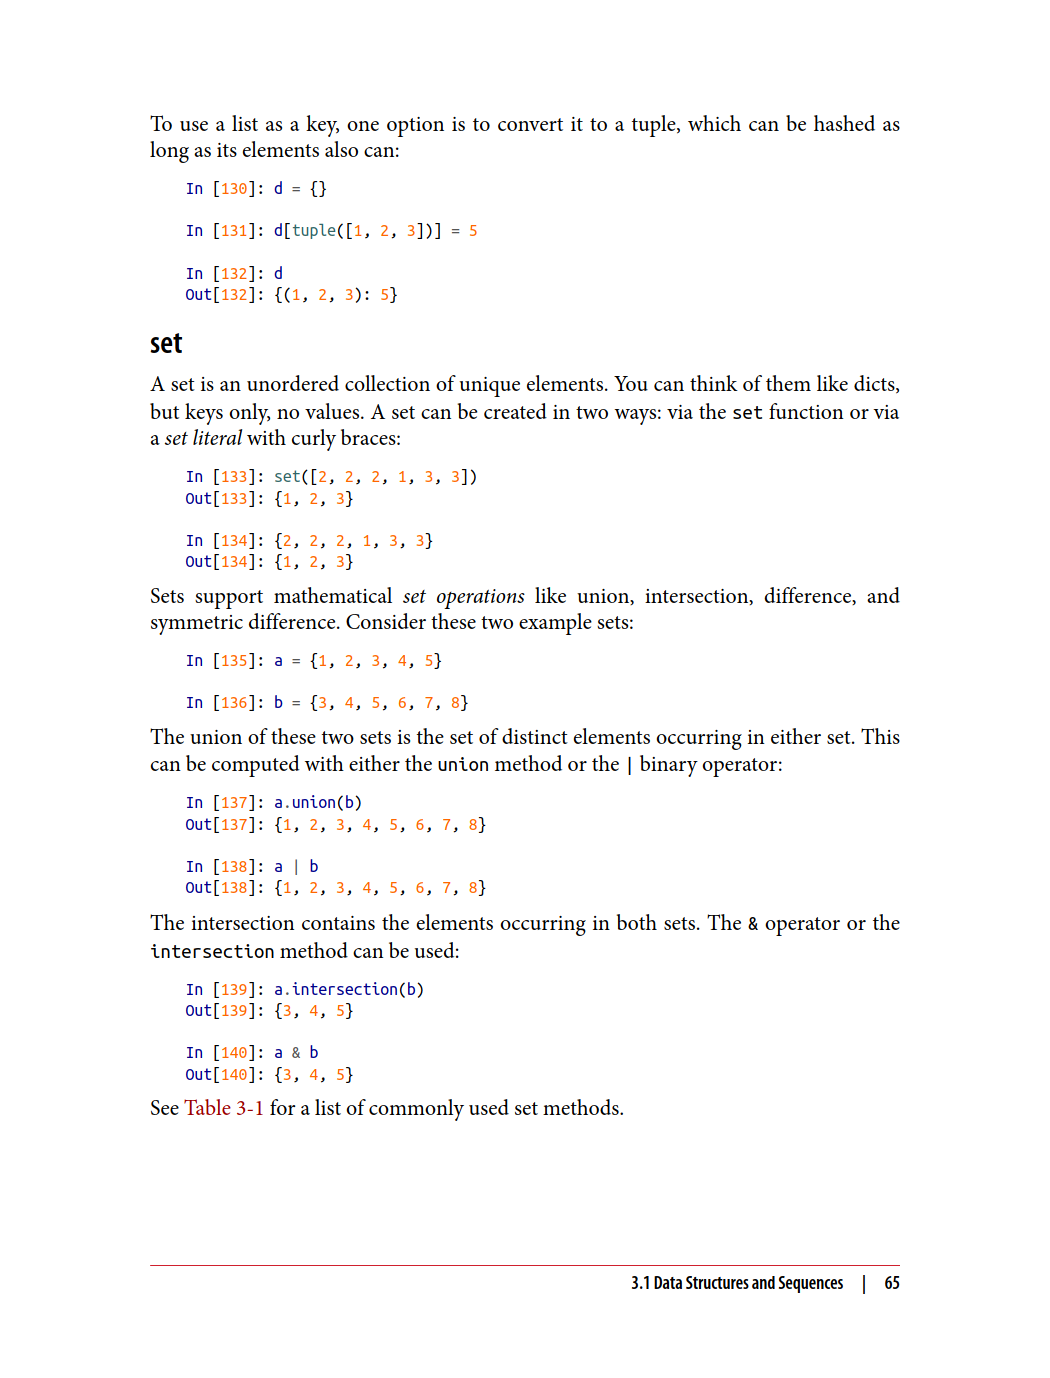 To use a list as a key, one option is to convert it to a tuple, which can be hashed as
long as its elements also can:
In [130]: d = {}
In [131]: d[tuple([1, 2, 3])] = 5
In [132]: d
Out[132]: {(1, 2, 3): 5}
set
A set is an unordered collection of unique elements. You can think of them like dicts,
but keys only, no values. A set can be created in two ways: via the set function or via
a set literal with curly braces:
In [133]: set([2, 2, 2, 1, 3, 3])
Out[133]: {1, 2, 3}
In [134]: {2, 2, 2, 1, 3, 3}
Out[134]: {1, 2, 3}
Sets support mathematical set operations like union, intersection, difference, and
symmetric difference. Consider these two example sets:
In [135]: a = {1, 2, 3, 4, 5}
In [136]: b = {3, 4, 5, 6, 7, 8}
The union of these two sets is the set of distinct elements occurring in either set. This
can be computed with either the union method or the | binary operator:
In [137]: a.union(b)
Out[137]: {1, 2, 3, 4, 5, 6, 7, 8}
In [138]: a | b
Out[138]: {1, 2, 3, 4, 5, 6, 7, 8}
The intersection contains the elements occurring in both sets. The & operator or the
intersection method can be used:
In [139]: a.intersection(b)
Out[139]: {3, 4, 5}
In [140]: a & b
Out[140]: {3, 4, 5}
See Table 3-1 for a list of commonly used set methods.
3.1 Data Structures and Sequences | 65